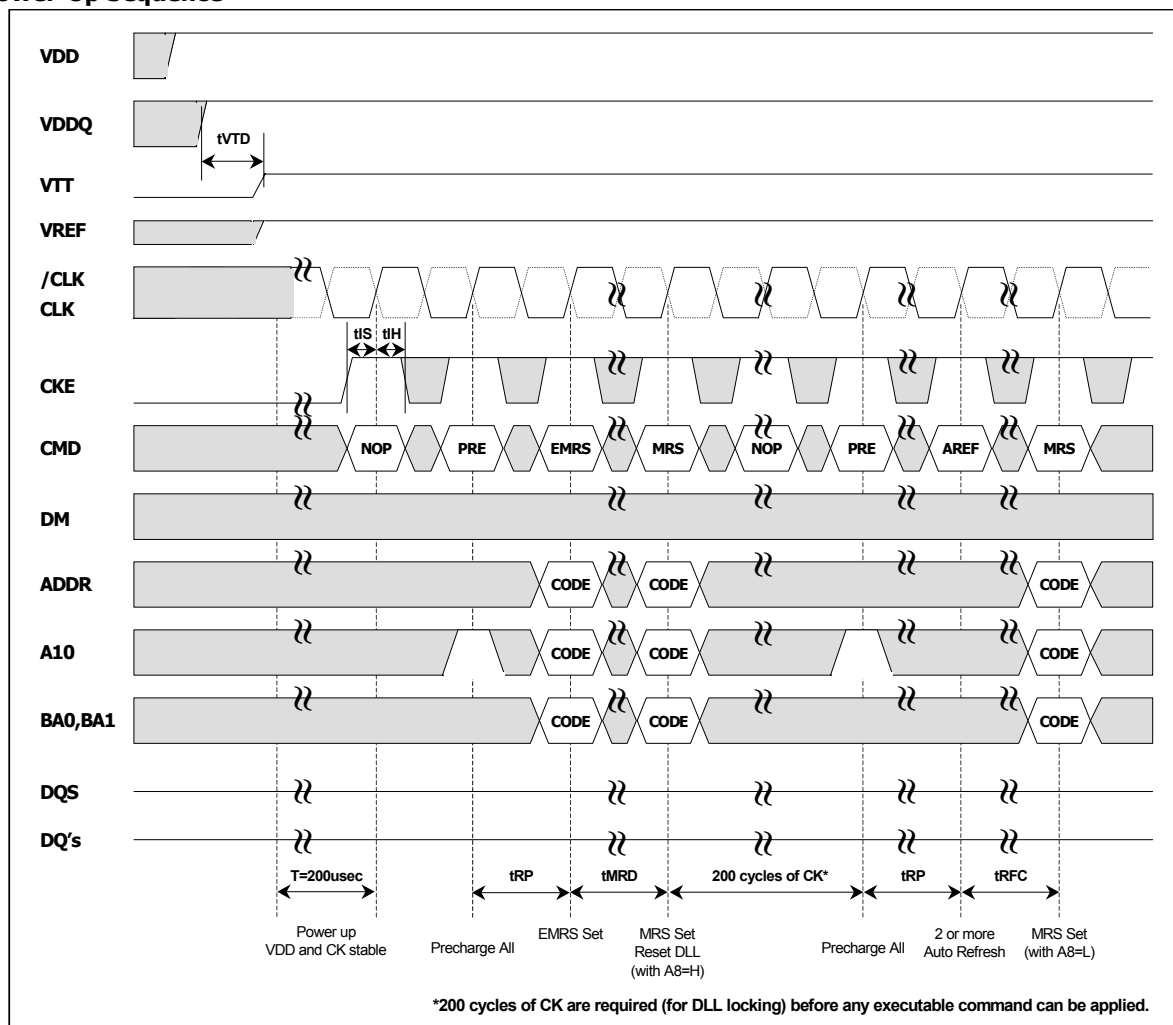 VDD
VDDQ
tVTD
VTT
VREF
/CLK
CLK
tIS tIH
CKE
CMD NOP PRE EMRS MRS NOP PRE AREF MRS
DM
ADDR CODE CODE CODE
A10 CODE CODE CODE
BA0,BA1 CODE CODE CODE
DQS
DQ's
T=200usec tRP tMRD 200 cycles of CK* tRP tRFC
Power up
VDD and CK stable
Precharge All
EMRS Set
MRS Set
Reset DLL
(with A8=H)
Precharge All
2 or more
Auto Refresh
MRS Set
(with A8=L)
*200 cycles of CK are required (for DLL locking) before any executable command can be applied.